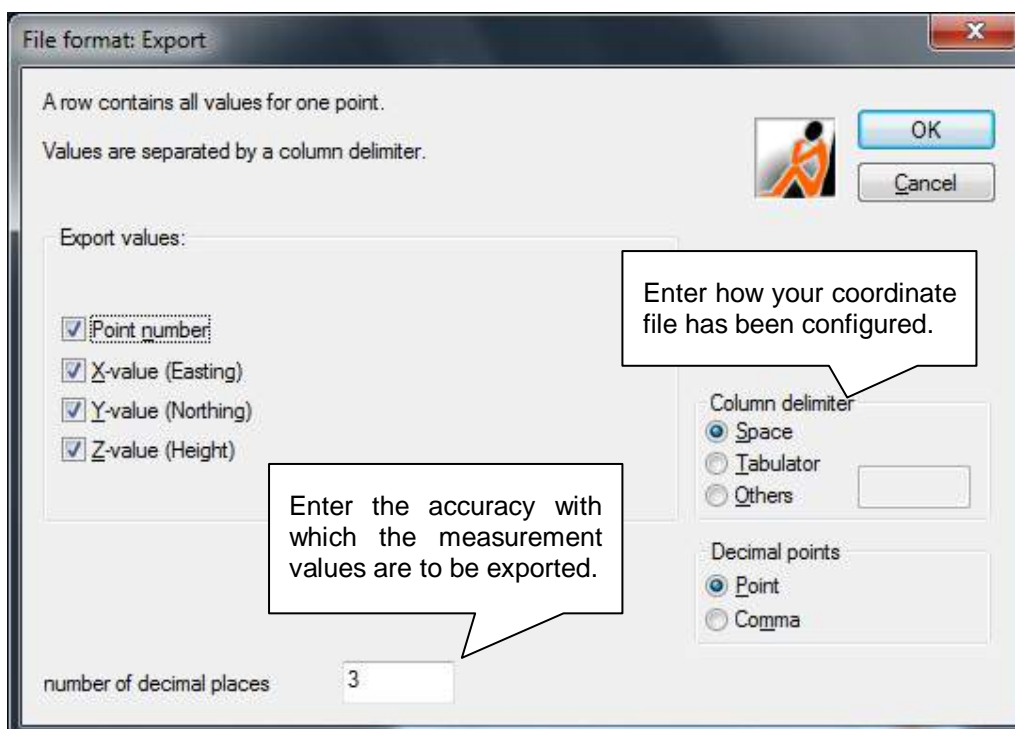 File format: Export
A row contains all values for one point.
Values are separated by a column delimiter.
OK
Cancel
Export values:
Point number
X-value (Easting)
Y-value (Northing)
Z-value (Height)
Enter how your coordinate
file has been configured.
Column delimiter
Space
Tabulator
Others
Enter the accuracy with
which the measurement
values are to be exported.
Decimal points
Point
Comma
number of decimal places
3